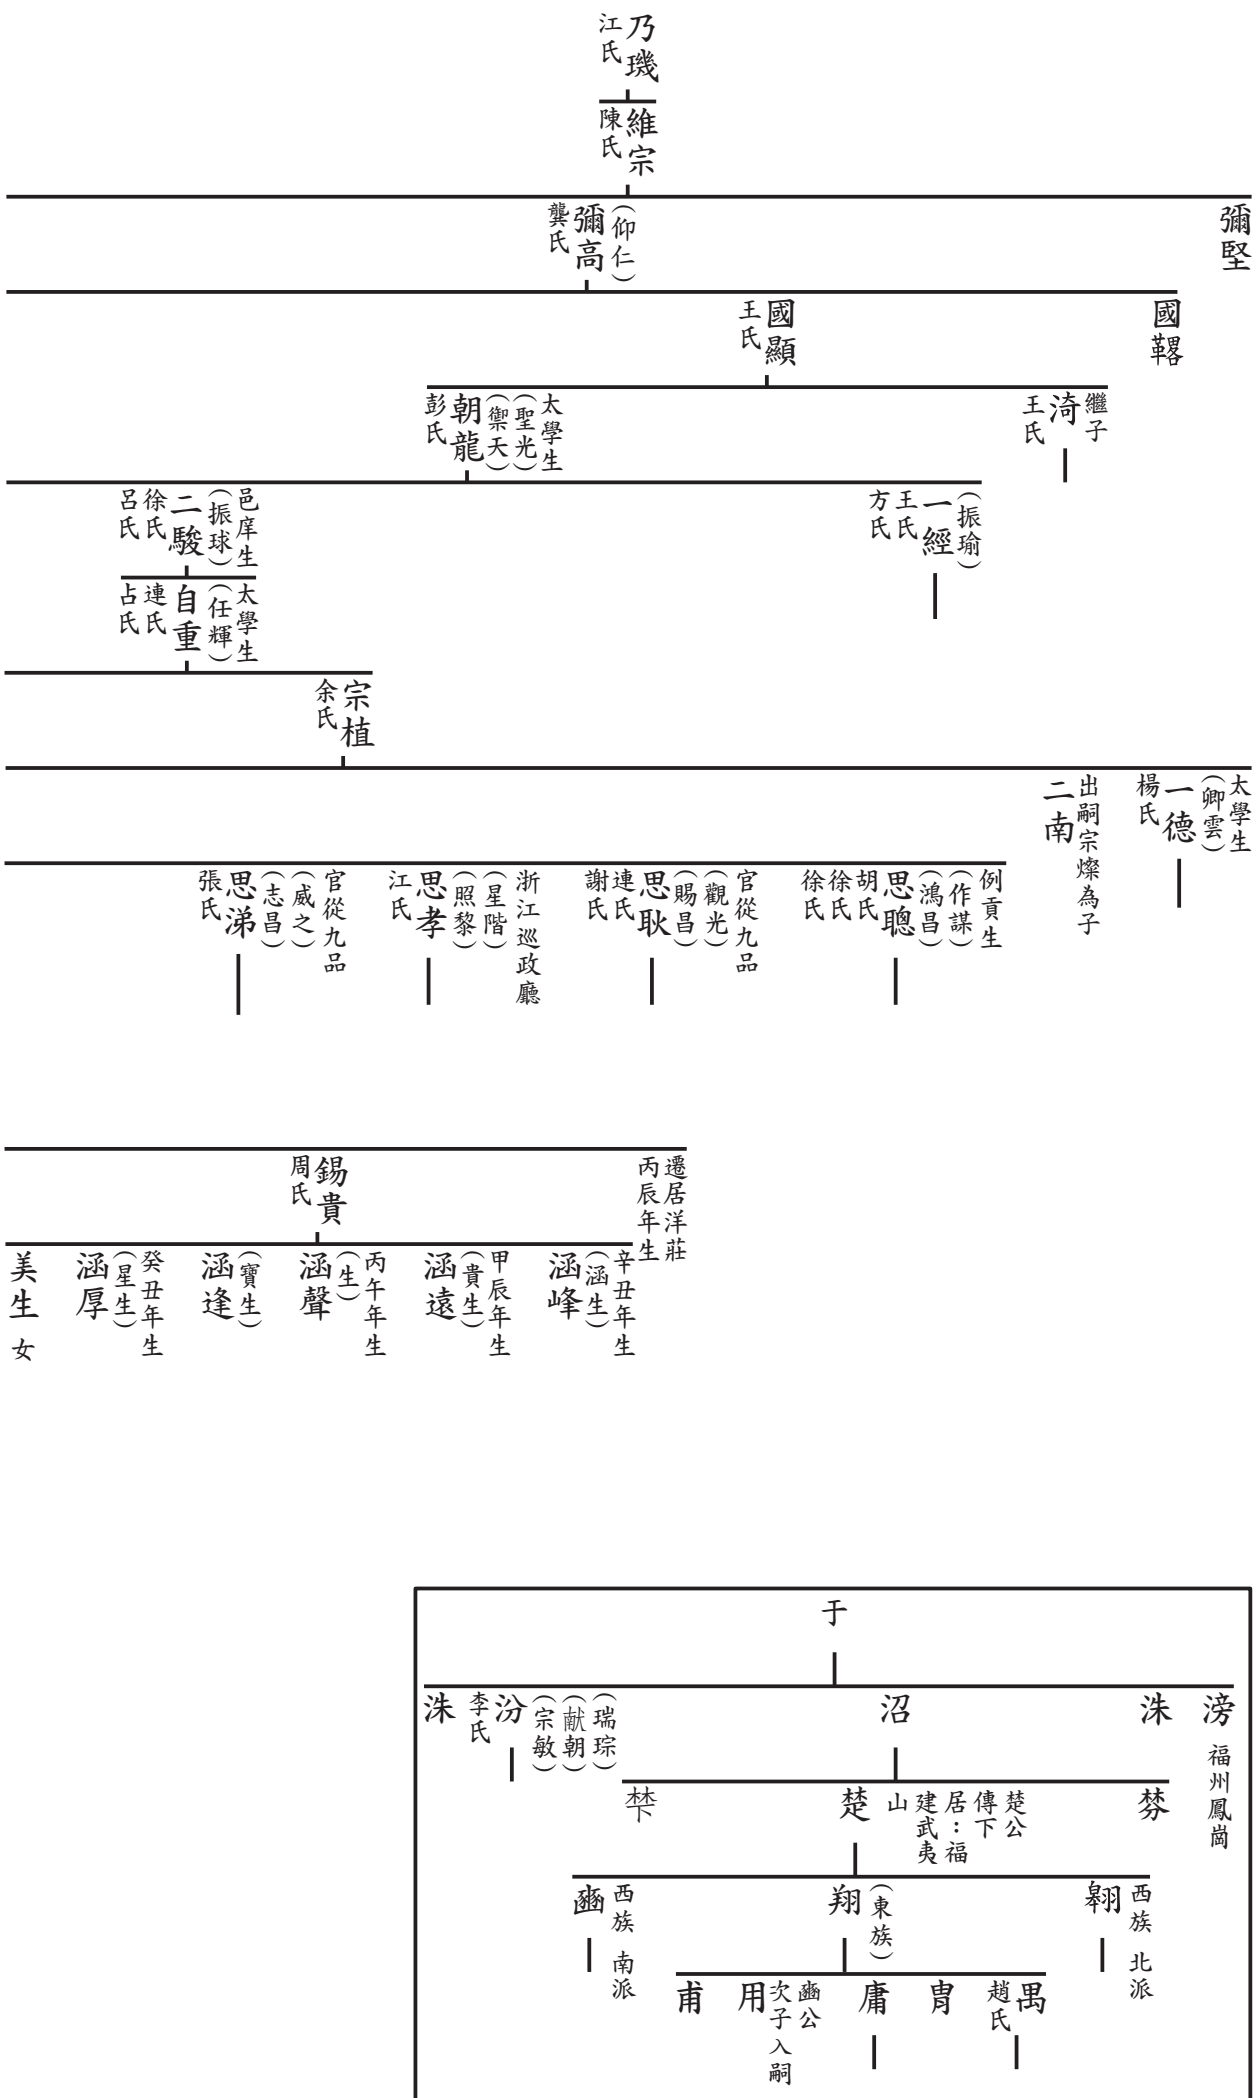 乃璣
江氏
維宗
陳氏
彌堅
(仰仁)
彌高
龔氏
國鞜
國顯
王氏
繼子
渏
王氏
太學生
(聖光)
(禦天)
朝龍
彭氏
(振瑜)
一經
王氏
方氏
邑庠生
(振球)
二駿
徐氏
呂氏
太學生
(任輝)
自重
連氏
占氏
宗植
余氏
太學生
(卿雲)
一德
楊氏
出嗣宗燦為子
二南
例貢生
(作謀)
(鴻昌)
思聰
胡氏
徐氏
徐氏
官從九品
(觀光)
(賜昌)
思耿
連氏
謝氏
浙江巡政廳
(星階)
(照黎)
思孝
江氏
官從九品
(威之)
(志昌)
思涕
張氏
遷居洋莊
丙辰年生
錫貴
周氏
辛丑年生
(涵生)
涵峰
甲辰年生
(貴生)
涵遠
丙午年生
(生)
涵聲
(寶生)
涵逢
癸丑年生
(星生)
涵厚
美生 女
于
滂 福州鳳崗
洙
沼
(瑞琮)
(献朝)
(宗敏)
汾
李氏
洙
棼
楚公
傳下
居：福
建武夷
山
楚
西族 北派
翱
(東族)
翔
西族 南派
豳
禺
趙氏
胄
庸
豳公
次子入嗣
用
甫